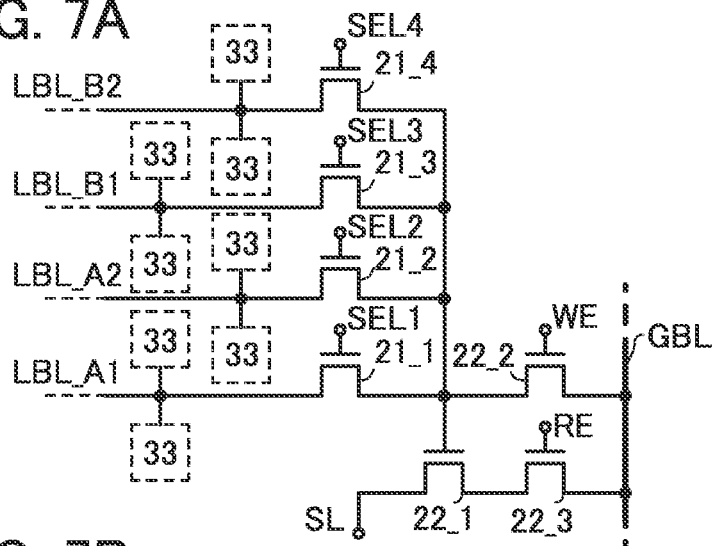 G. 7A
SEL4
33
21_4
LBL_B2
SEL3
33
33
21_3
LBL_B1
SEL2
33
33
21_2
LBL_A2
SEL1
WE
33
33
21_1
22_2
GBL
LBL_A1
RE
33
SL
22_1
22_3